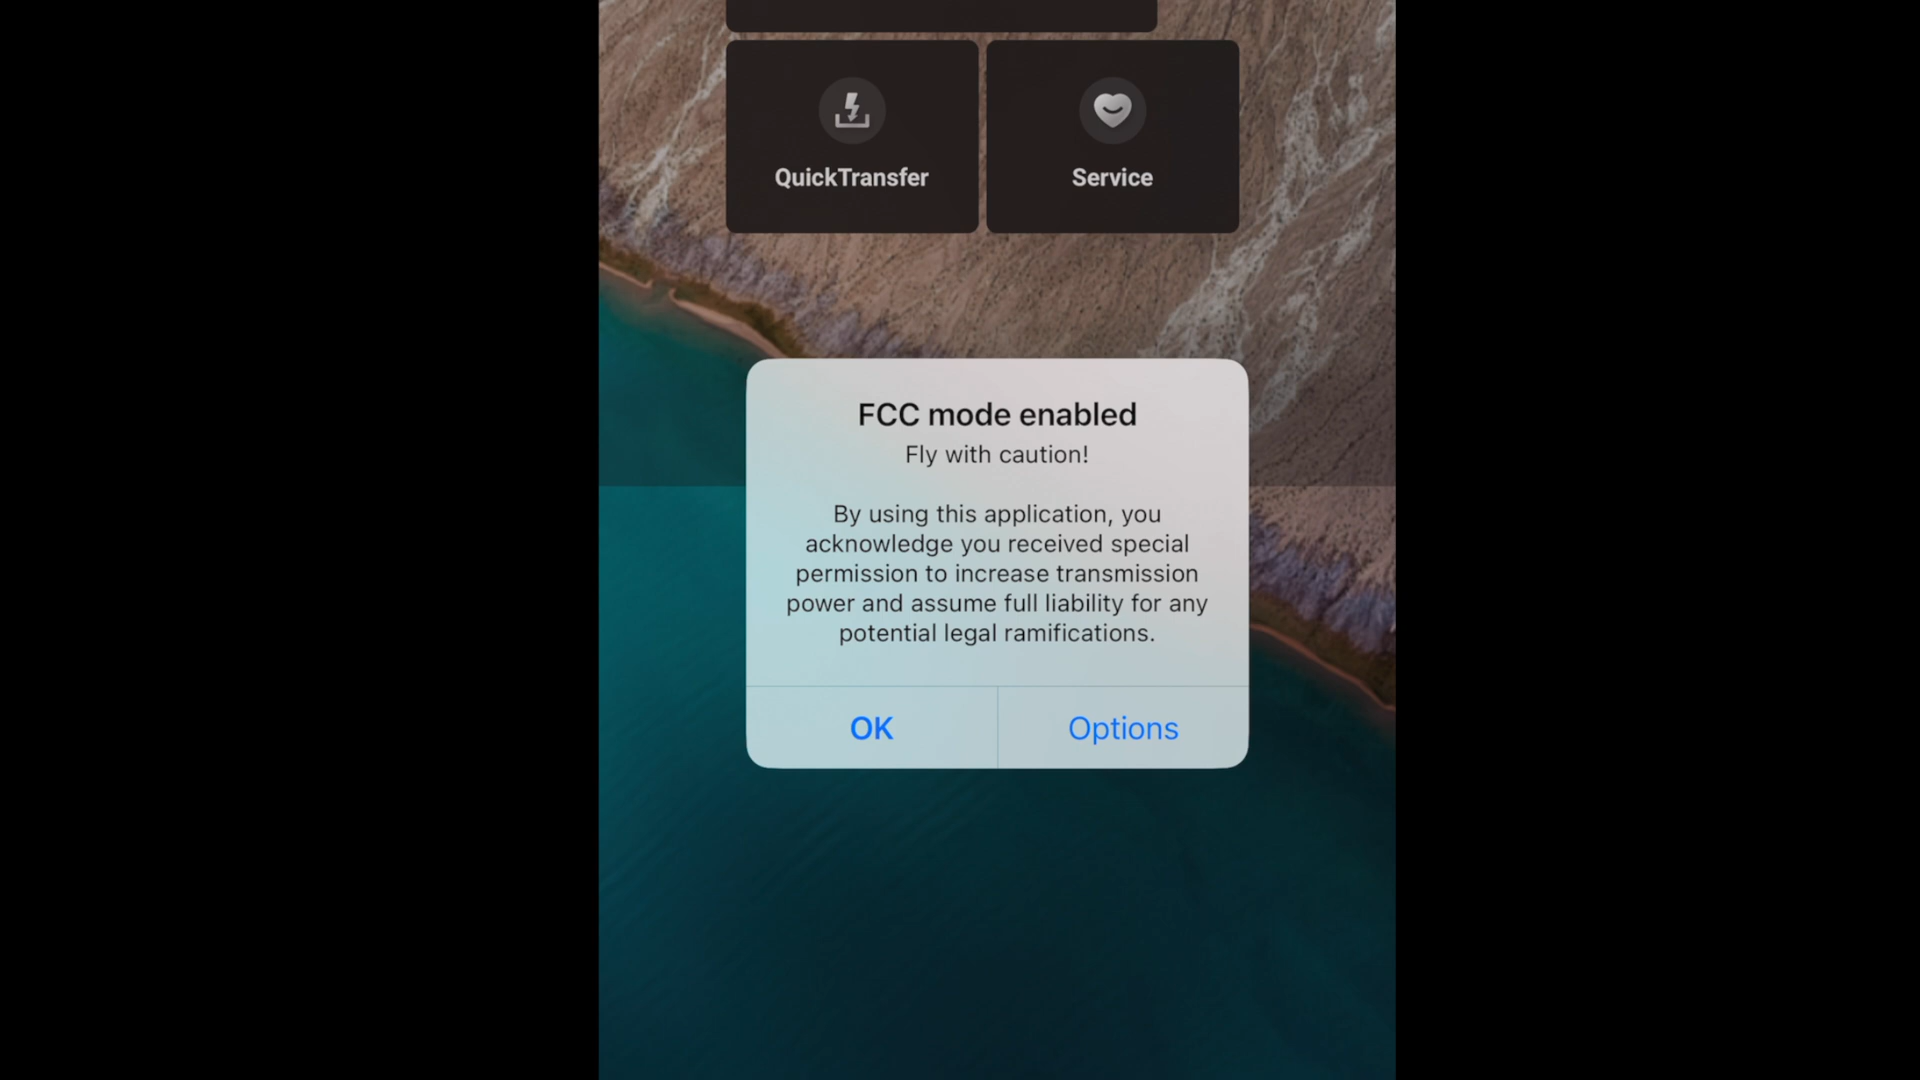 QuickTransfer
Service
FCC mode enabled
Fly with caution!
By using this application, you
acknowledge you received special
permission to increase transmission
power and assume full liability for any
potential legal ramifications.
OK
Options